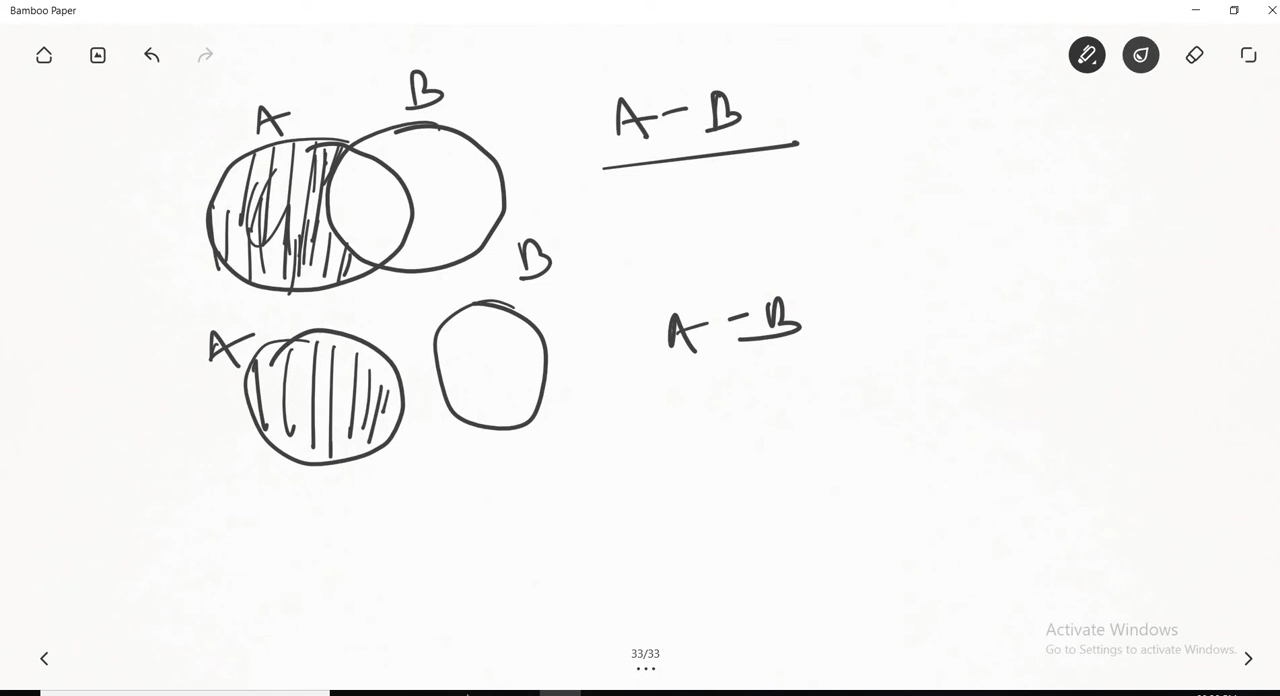 Bamboo Paper
B
A
A - B
B
A
A - B
Activate Windows
Go to Settings to activate Windows.
33/33